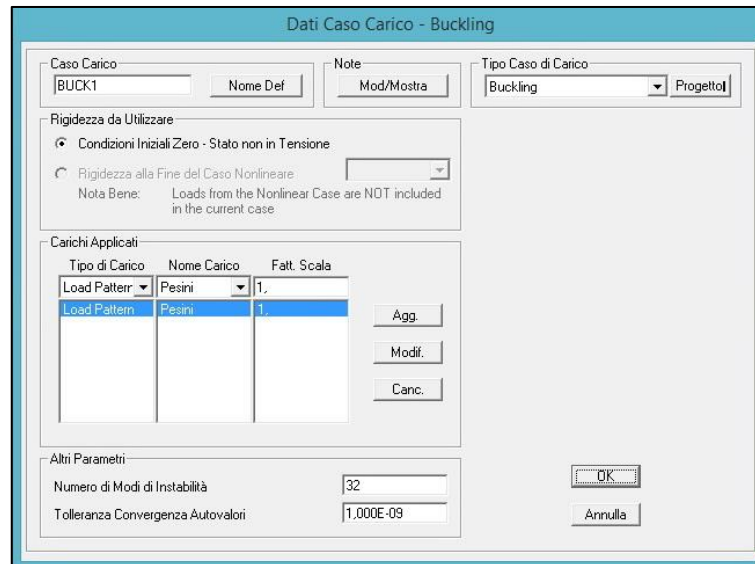 Dati Caso Carico - Buckling
Caso Carico
BUCK1
Nome Def
Note
Mod/Mostra
Tipo Caso di Carico
Buckling
Progetto
Rigidezza da Utilizzare
Condizioni Iniziali Zero - Stato non in Tensione
Rigidezza alla Fine del Caso Nonlineare
Nota Bene: Loads from the Nonlinear Case are NOT included
in the current case
Carichi Applicati
Tipo di Carico Nome Carico Fatt. Scala
Load Pattern Pesini 1,
Load Pattern Pesini 1,
Agg.
Modif.
Canc.
Altri Parametri
Numero di Modi di Instabilità 32
Tolleranza Convergenza Autovalori 1,000E-09
OK
Annulla